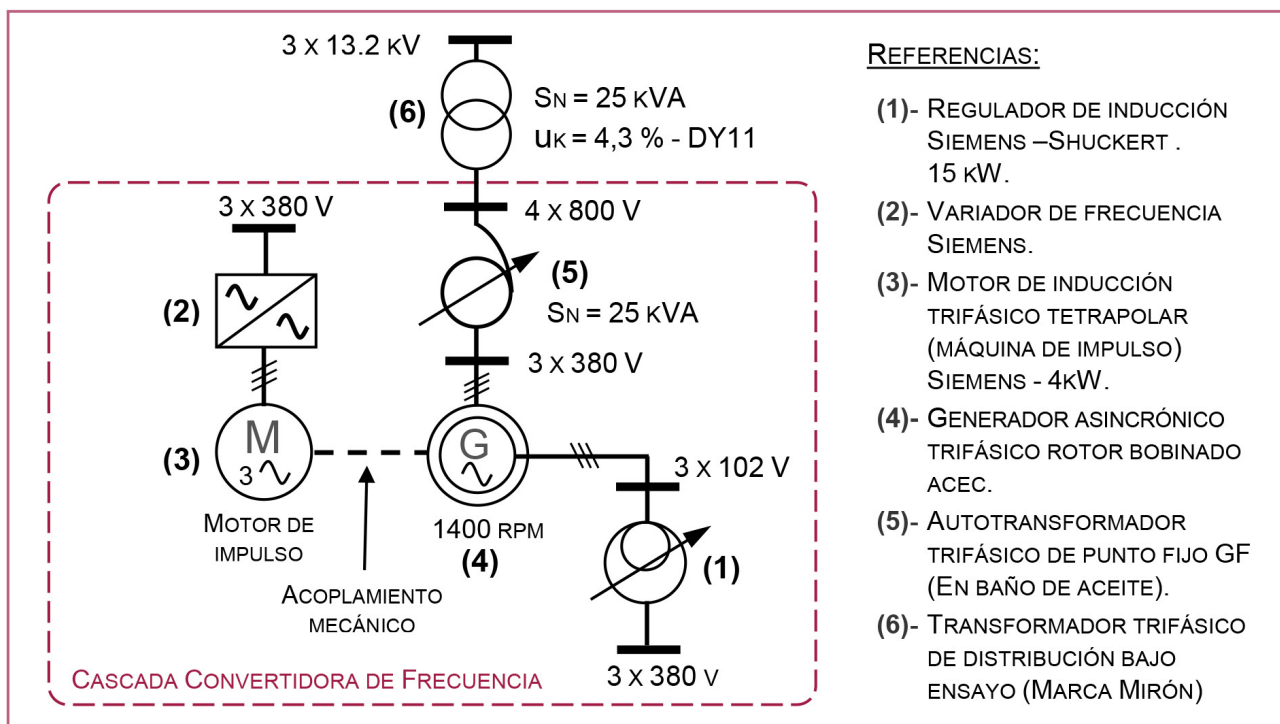 3 x 13.2 kV
(6)
SN = 25 kVA
uK = 4,3 % - DY11
3 x 380 V
4 x 800 V
(2)
(5)
SN = 25 kVA
3 x 380 V
M
3
(3)
G
3 x 102 V
MOTOR DE
IMPULSO
1400 RPM
(4)
(1)
ACOPLAMIENTO
MECÁNICO
3 x 380 V
CASCADA CONVERTIDORA DE FRECUENCIA
REFERENCIAS:
(1)- REGULADOR DE INDUCCIÓN
SIEMENS –SHUCKERT .
15 KW.
(2)- VARIADOR DE FRECUENCIA
SIEMENS.
(3)- MOTOR DE INDUCCIÓN
TRIFÁSICO TETRAPOLAR
(MÁQUINA DE IMPULSO)
SIEMENS - 4KW.
(4)- GENERADOR ASINCRÓNICO
TRIFÁSICO ROTOR BOBINADO
ACEC.
(5)- AUTOTRANSFORMADOR
TRIFÁSICO DE PUNTO FIJO GF
(EN BAÑO DE ACEITE).
(6)- TRANSFORMADOR TRIFÁSICO
DE DISTRIBUCIÓN BAJO
ENSAYO (MARCA MIRÓN)